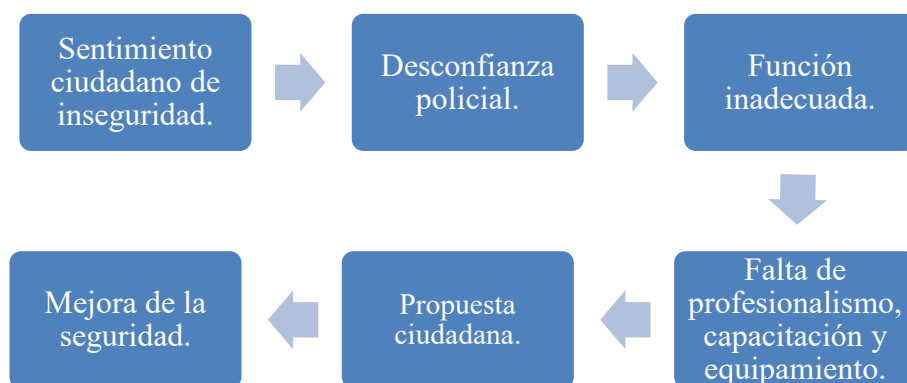 Sentimiento
ciudadano de
inseguridad.
Desconfianza
policial.
Función
inadecuada.
Falta de
profesionalismo,
capacitación y
equipamiento.
Propuesta
ciudadana.
Mejora de la
seguridad.